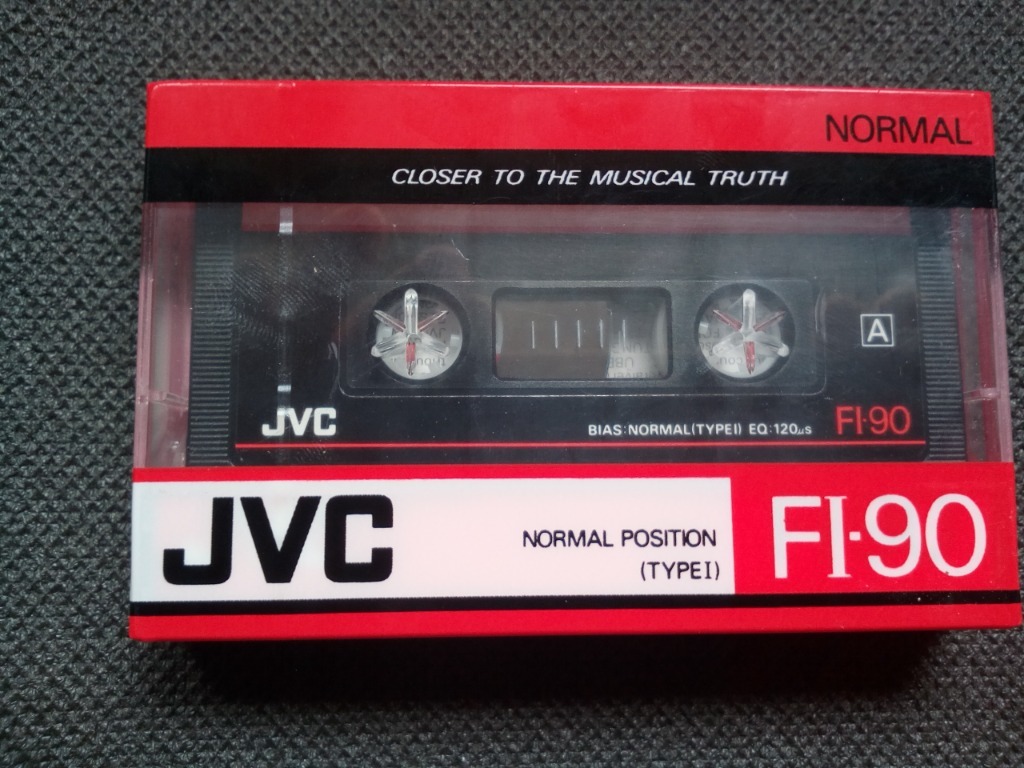 NORMAL
CLOSER TO THE MUSICAL TRUTH
A
JVC
BIAS:NORMAL(TYPEI) EQ:120µs
FI-90
JVC
NORMAL POSITION
(TYPEI)
FI-90